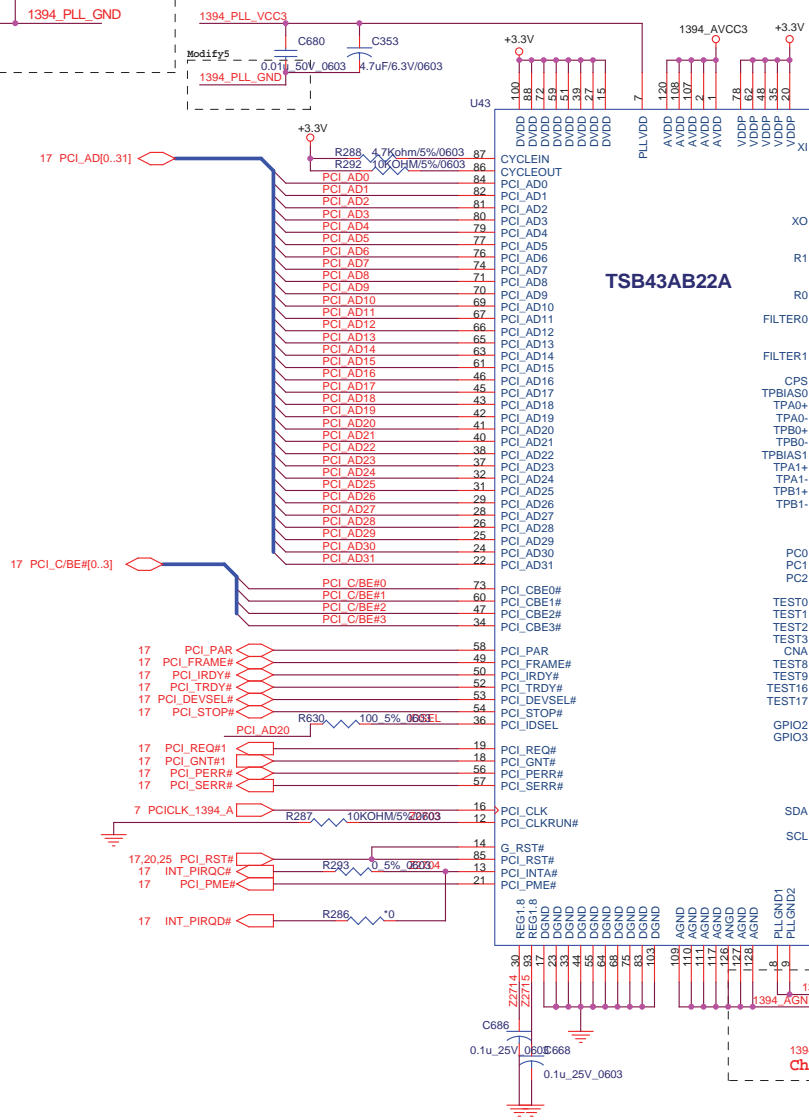 1394_PLL_GND
1394_PLL_VCC3
C680
C353
0.01u_50V_0603
4.7uF/6.3V/0603
Modify5
1394_PLL_GND
1394_AVCC3
+3.3V
+3.3V
U43
100 88 72 59 51 39 27 15 7 120 108 107 2 1 78 62 48 35 20
DVDD DVDD DVDD DVDD DVDD DVDD DVDD DVDD PLLVDD AVDD AVDD AVDD AVDD AVDD VDDP VDDP VDDP VDDP VDDP
+3.3V
17 PCI_AD[0..31]
R288 4.7Kohm/5%/0603 87 CYCLEIN
R292 10KOHM/5%/0603 86 CYCLEOUT
PCI_AD0 84 PCI_AD0
PCI_AD1 82 PCI_AD1
PCI_AD2 81 PCI_AD2
PCI_AD3 80 PCI_AD3
PCI_AD4 79 PCI_AD4
PCI_AD5 77 PCI_AD5
PCI_AD6 76 PCI_AD6
PCI_AD7 74 PCI_AD7
PCI_AD8 71 PCI_AD8
PCI_AD9 70 PCI_AD9
PCI_AD10 69 PCI_AD10
PCI_AD11 67 PCI_AD11
PCI_AD12 66 PCI_AD12
PCI_AD13 65 PCI_AD13
PCI_AD14 63 PCI_AD14
PCI_AD15 61 PCI_AD15
PCI_AD16 46 PCI_AD16
PCI_AD17 45 PCI_AD17
PCI_AD18 43 PCI_AD18
PCI_AD19 42 PCI_AD19
PCI_AD20 41 PCI_AD20
PCI_AD21 40 PCI_AD21
PCI_AD22 38 PCI_AD22
PCI_AD23 37 PCI_AD23
PCI_AD24 32 PCI_AD24
PCI_AD25 31 PCI_AD25
PCI_AD26 29 PCI_AD26
PCI_AD27 28 PCI_AD27
PCI_AD28 26 PCI_AD28
PCI_AD29 25 PCI_AD29
PCI_AD30 24 PCI_AD30
PCI_AD31 22 PCI_AD31
17 PCI_C/BE#[0..3]
PCI_C/BE#0 73 PCI_CBE0#
PCI_C/BE#1 60 PCI_CBE1#
PCI_C/BE#2 47 PCI_CBE2#
PCI_C/BE#3 34 PCI_CBE3#
17 PCI_PAR 58 PCI_PAR
17 PCI_FRAME# 49 PCI_FRAME#
17 PCI_IRDY# 50 PCI_IRDY#
17 PCI_TRDY# 52 PCI_TRDY#
17 PCI_DEVSEL# 53 PCI_DEVSEL#
17 PCI_STOP# 54 PCI_STOP#
PCI_AD20 R630 100_5%_0603 36 PCI_IDSEL
17 PCI_REQ#1 19 PCI_REQ#
17 PCI_GNT#1 18 PCI_GNT#
17 PCI_PERR# 56 PCI_PERR#
17 PCI_SERR# 57 PCI_SERR#
7 PCICLK_1394_A 16 PCI_CLK
R287 10KOHM/5%/0603 12 PCI_CLKRUN#
14 G_RST#
17,20,25 PCI_RST# 85 PCI_RST#
17 INT_PIRQC# R293 0_5%_0603 13 PCI_INTA#
17 PCI_PME# 21 PCI_PME#
17 INT_PIRQD# R286 *0
TSB43AB22A
XI
XO
R1
R0
FILTER0
FILTER1
CPS
TPBIAS0
TPA0+
TPA0-
TPB0+
TPB0-
TPBIAS1
TPA1+
TPA1-
TPB1+
TPB1-
PC0
PC1
PC2
TEST0
TEST1
TEST2
TEST3
CNA
TEST8
TEST9
TEST16
TEST17
GPIO2
GPIO3
SDA
SCL
REG1.8 REG1.8 DGND DGND DGND DGND DGND DGND DGND DGND DGND DGND AGND AGND AGND AGND ANGD AGND AGND PLLGND1 PLLGND2
30 93 17 23 33 44 55 64 68 75 83 103 109 110 111 117 126 127 128 8 9
Z2714
Z2715
1394_AGN
C686
0.1u_25V_0603
C668
0.1u_25V_0603
139
Ch